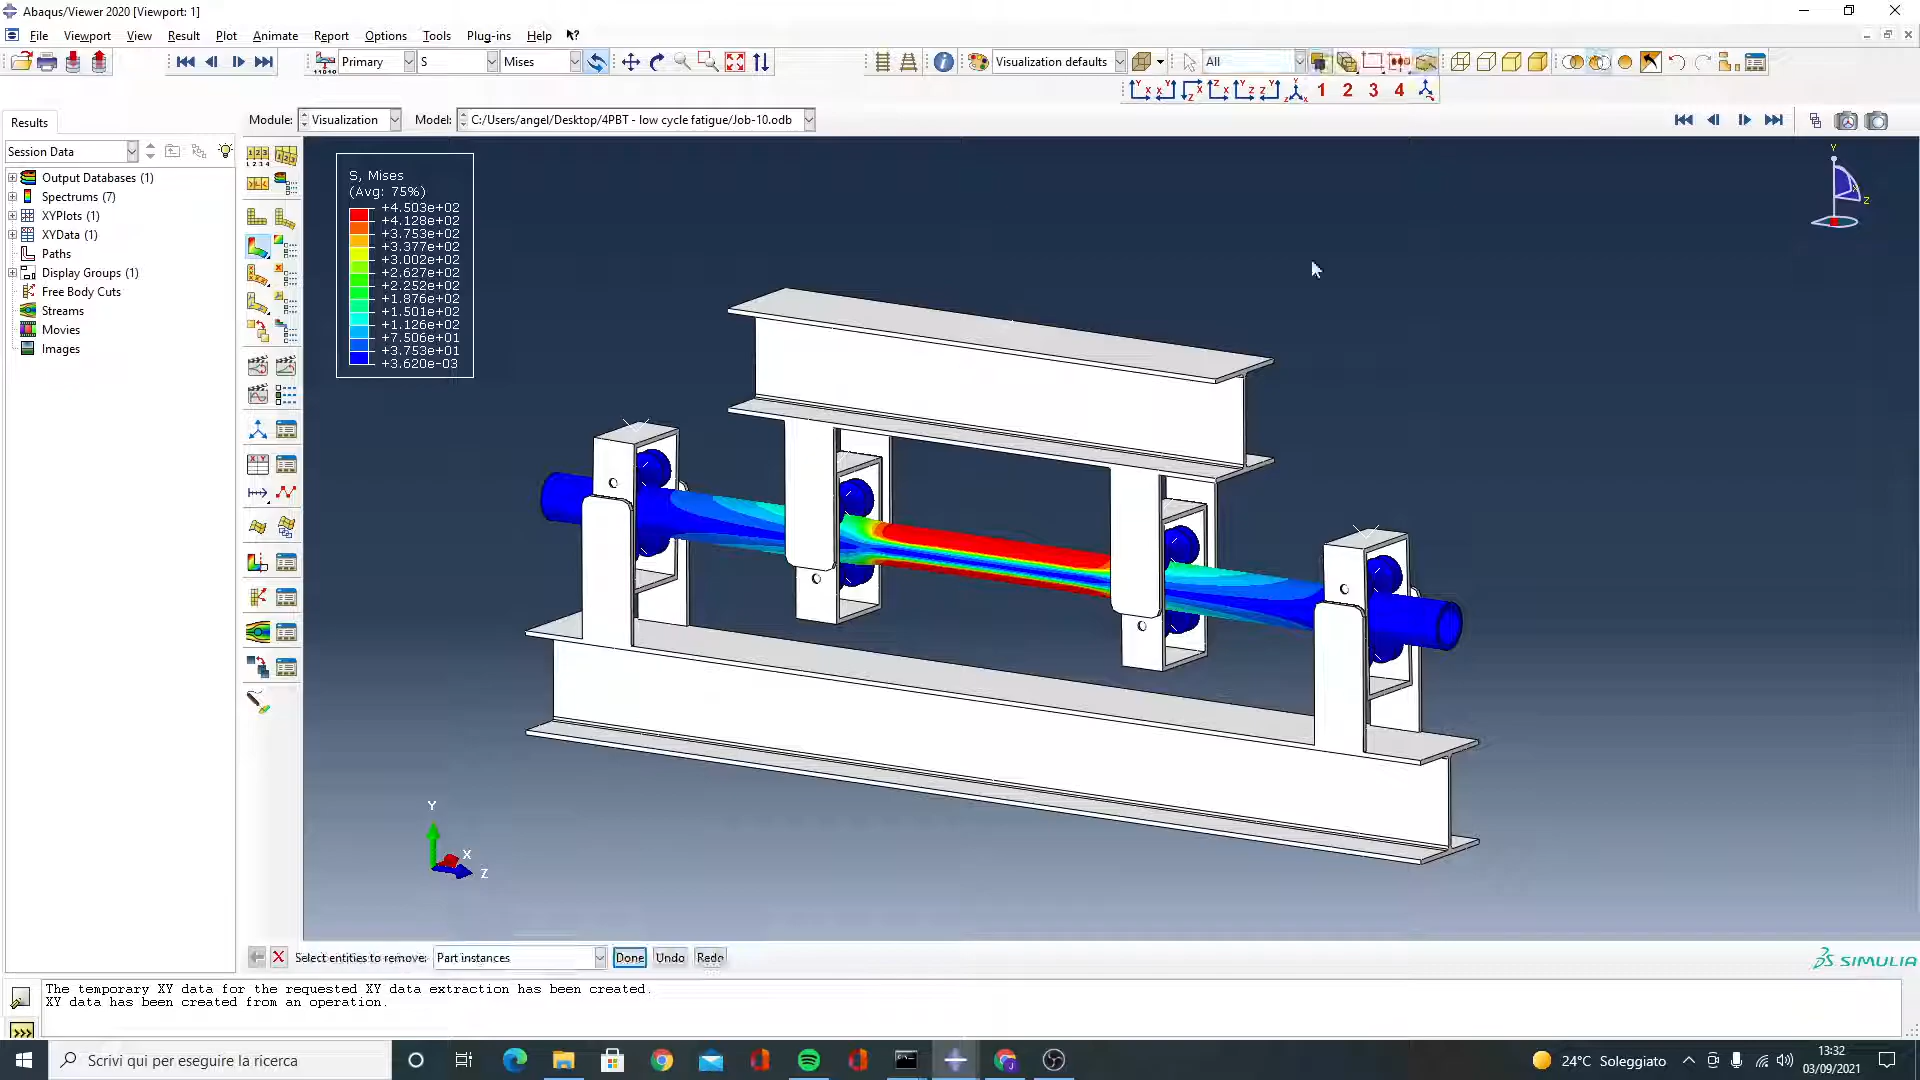 Abaqus/Viewer 2020 [Viewport: 1]
File Viewport View Result Plot Animate Report Options Tools Plug-ins Help
Primary S Mises Visualization defaults All
1 2 3 4
Results Module: Visualization Model: C:/Users/angel/Desktop/4PBT - low cycle fatigue/Job-10.odb
Session Data
Output Databases (1)
Spectrums (7)
XYPlots (1)
XYData (1)
Paths
Display Groups (1)
Free Body Cuts
Streams
Movies
Images
S, Mises
(Avg: 75%)
+4.503e+02
+4.128e+02
+3.753e+02
+3.377e+02
+3.002e+02
+2.627e+02
+2.252e+02
+1.876e+02
+1.501e+02
+1.126e+02
+7.506e+01
+3.753e+01
+3.620e-03
Y
Z
Y
X
Z
Select entities to remove: Part instances Done Undo Redo
SIMULIA
The temporary XY data for the requested XY data extraction has been created.
XY data has been created from an operation.
>>>
Scrivi qui per eseguire la ricerca
24°C Soleggiato
13:32
03/09/2021